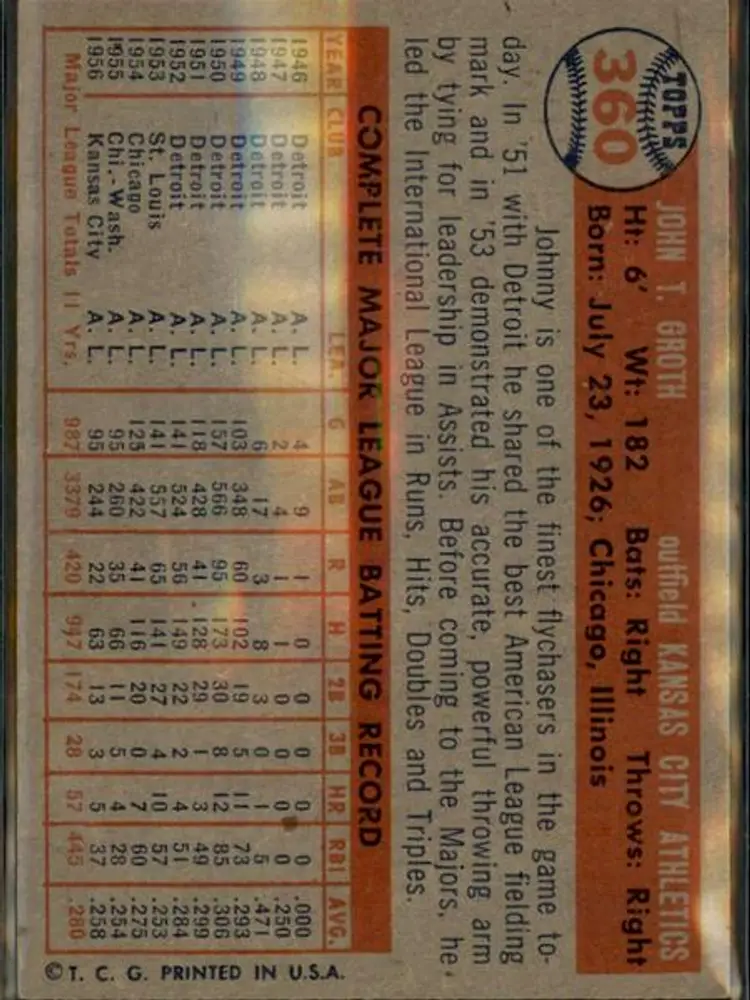 TOPPS
360
JOHN T. GROTH outfield KANSAS CITY ATHLETICS
Ht: 6' Wt: 182 Bats: Right Throws: Right
Born: July 23, 1926; Chicago, Illinois
Johnny is one of the finest flychasers in the game to-
day. In '51 with Detroit he shared the best American League fielding
mark and in '53 demonstrated his accurate, powerful throwing arm
by tying for leadership in Assists. Before coming to the Majors, he
led the International League in Runs, Hits, Doubles and Triples.
COMPLETE MAJOR LEAGUE BATTING RECORD
YEAR CLUB LEA. G AB R H 2B 3B HR RBI AVG.
1946 Detroit A. L. 4 9 1 0 0 0 0 0 .000
1947 Detroit A. L. 2 4 1 1 0 0 0 0 .250
1948 Detroit A. L. 6 17 3 8 3 0 1 5 .471
1949 Detroit A. L. 103 348 60 102 19 5 11 73 .293
1950 Detroit A. L. 157 566 95 173 30 8 12 85 .306
1951 Detroit A. L. 118 428 41 128 29 1 3 49 .299
1952 Detroit A. L. 141 524 56 149 22 2 4 51 .284
1953 St. Louis A. L. 141 557 65 141 27 4 10 57 .253
1954 Chicago A. L. 125 422 41 116 20 0 7 60 .275
1955 Chi.-Wash. A. L. 95 260 35 66 11 5 4 28 .254
1956 Kansas City A. L. 95 244 22 63 13 3 5 37 .258
Major League Totals 11 Yrs. 987 3379 420 947 174 28 57 445 .280
© T. C. G. PRINTED IN U.S.A.